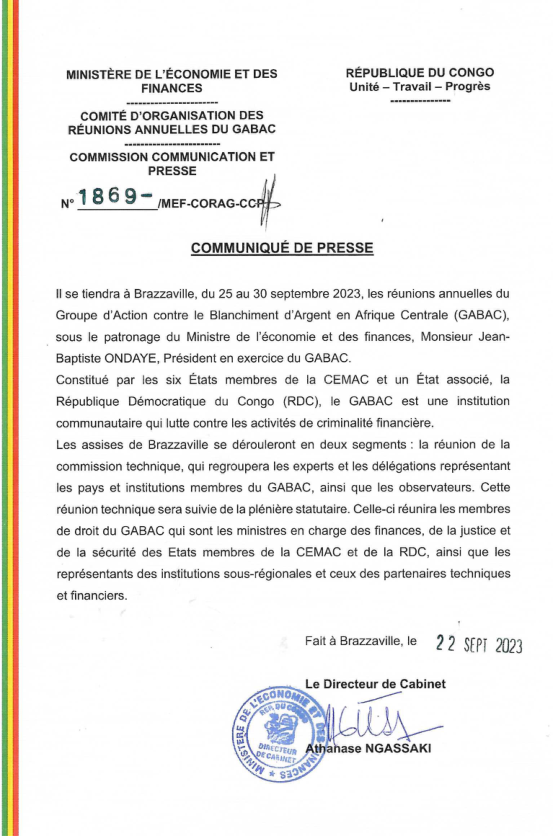 MINISTÈRE DE L'ÉCONOMIE ET DES
FINANCES
-----------------------
COMITÉ D'ORGANISATION DES
RÉUNIONS ANNUELLES DU GABAC
------------------------
COMMISSION COMMUNICATION ET
PRESSE
N° 1869- /MEF-CORAG-CCP
RÉPUBLIQUE DU CONGO
Unité – Travail – Progrès
---------------
COMMUNIQUÉ DE PRESSE
Il se tiendra à Brazzaville, du 25 au 30 septembre 2023, les réunions annuelles du
Groupe d'Action contre le Blanchiment d'Argent en Afrique Centrale (GABAC),
sous le patronage du Ministre de l'économie et des finances, Monsieur Jean-
Baptiste ONDAYE, Président en exercice du GABAC.
Constitué par les six États membres de la CEMAC et un État associé, la
République Démocratique du Congo (RDC), le GABAC est une institution
communautaire qui lutte contre les activités de criminalité financière.
Les assises de Brazzaville se dérouleront en deux segments : la réunion de la
commission technique, qui regroupera les experts et les délégations représentant
les pays et institutions membres du GABAC, ainsi que les observateurs. Cette
réunion technique sera suivie de la plénière statutaire. Celle-ci réunira les membres
de droit du GABAC qui sont les ministres en charge des finances, de la justice et
de la sécurité des Etats membres de la CEMAC et de la RDC, ainsi que les
représentants des institutions sous-régionales et ceux des partenaires techniques
et financiers.
Fait à Brazzaville, le 22 SEPT 2023
Le Directeur de Cabinet
MINISTÈRE DE L'ÉCONOMIE ET DES FINANCES
REP. DU CONGO
DIRECTEUR
DE CABINET
Athanase NGASSAKI